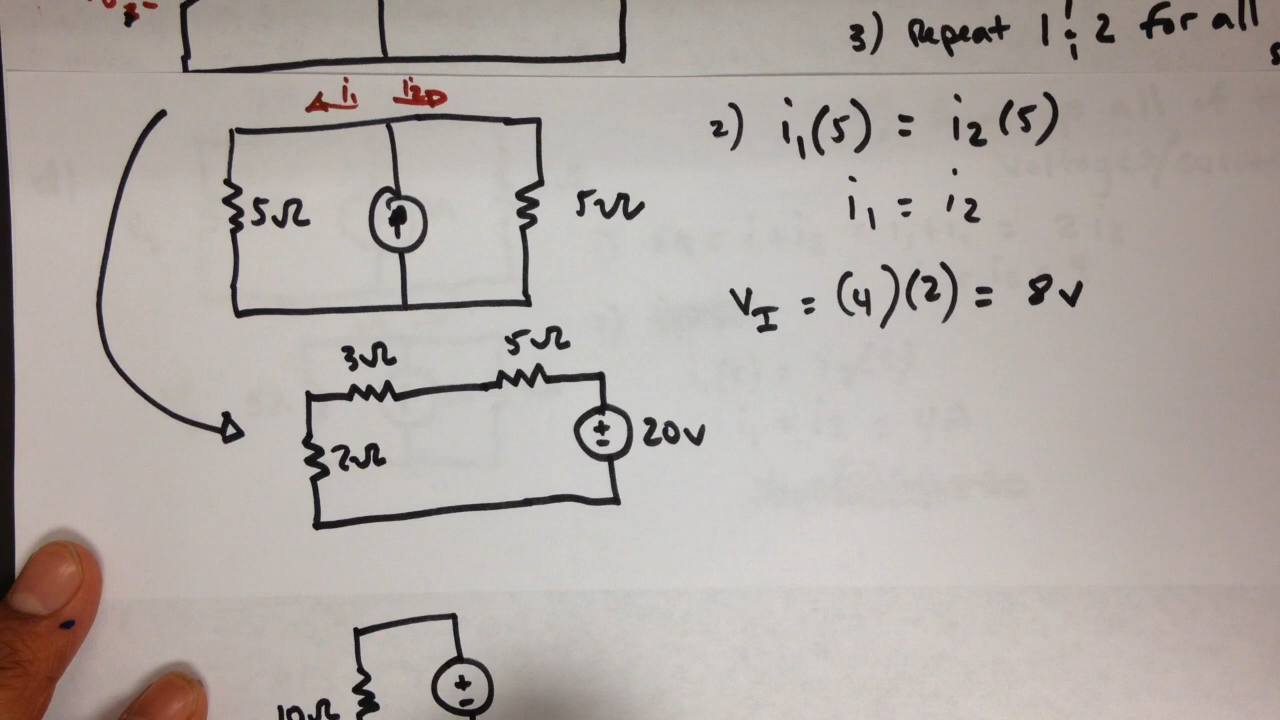 3) Repeat 1 & 2 for all
i₁ i₂
2) i₁(5) = i₂(5)
5Ω 5Ω
i₁ = i₂
V_I = (4)(2) = 8V
3Ω 5Ω
2Ω
+
-
20V
10Ω
+
-